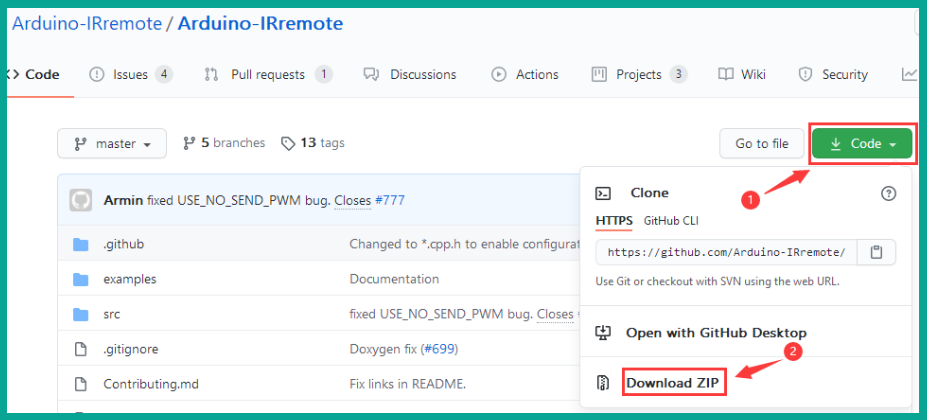 Arduino-IRremote / Arduino-IRremote
Code Issues 4 Pull requests 1 Discussions Actions Projects 3 Wiki Security
master 5 branches 13 tags Go to file Code
1
Armin fixed USE_NO_SEND_PWM bug. Closes #777
Clone
HTTPS GitHub CLI
.github Changed to *.cpp.h to enable configurat
https://github.com/Arduino-IRremote/
examples Documentation
Use Git or checkout with SVN using the web URL.
src fixed USE_NO_SEND_PWM bug. Closes
Open with GitHub Desktop
.gitignore Doxygen fix (#699)
2
Contributing.md Fix links in README.
Download ZIP